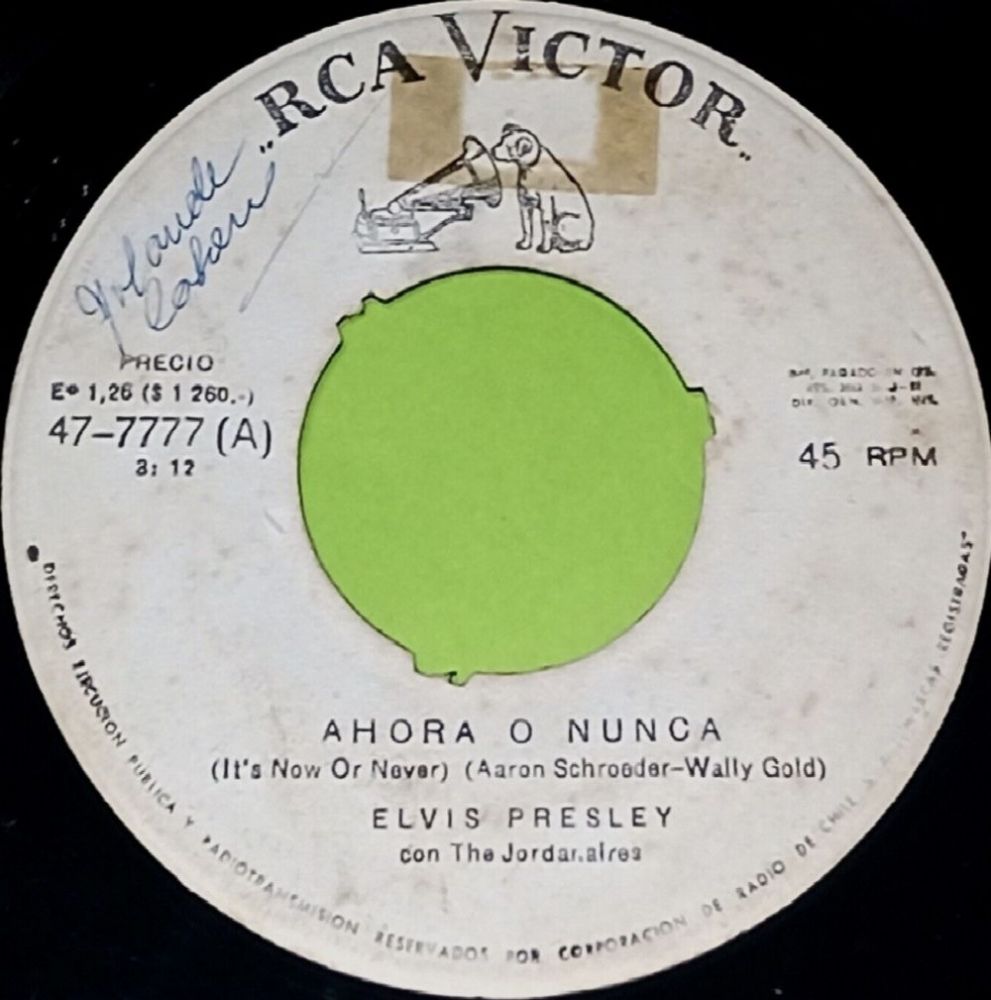 "RCA VICTOR"
PRECIO
E° 1,26 ($ 1 260.-)
47-7777 (A)
3: 12
45 RPM
AHORA O NUNCA
(It's Now Or Never) (Aaron Schroeder-Wally Gold)
ELVIS PRESLEY
con The Jordanaires
DERECHOS EJECUCION PUBLICA Y RADIOTRANSMISION RESERVADOS POR CORPORACION DE RADIO DE CHILE S. A. MARCAS REGISTRADAS"